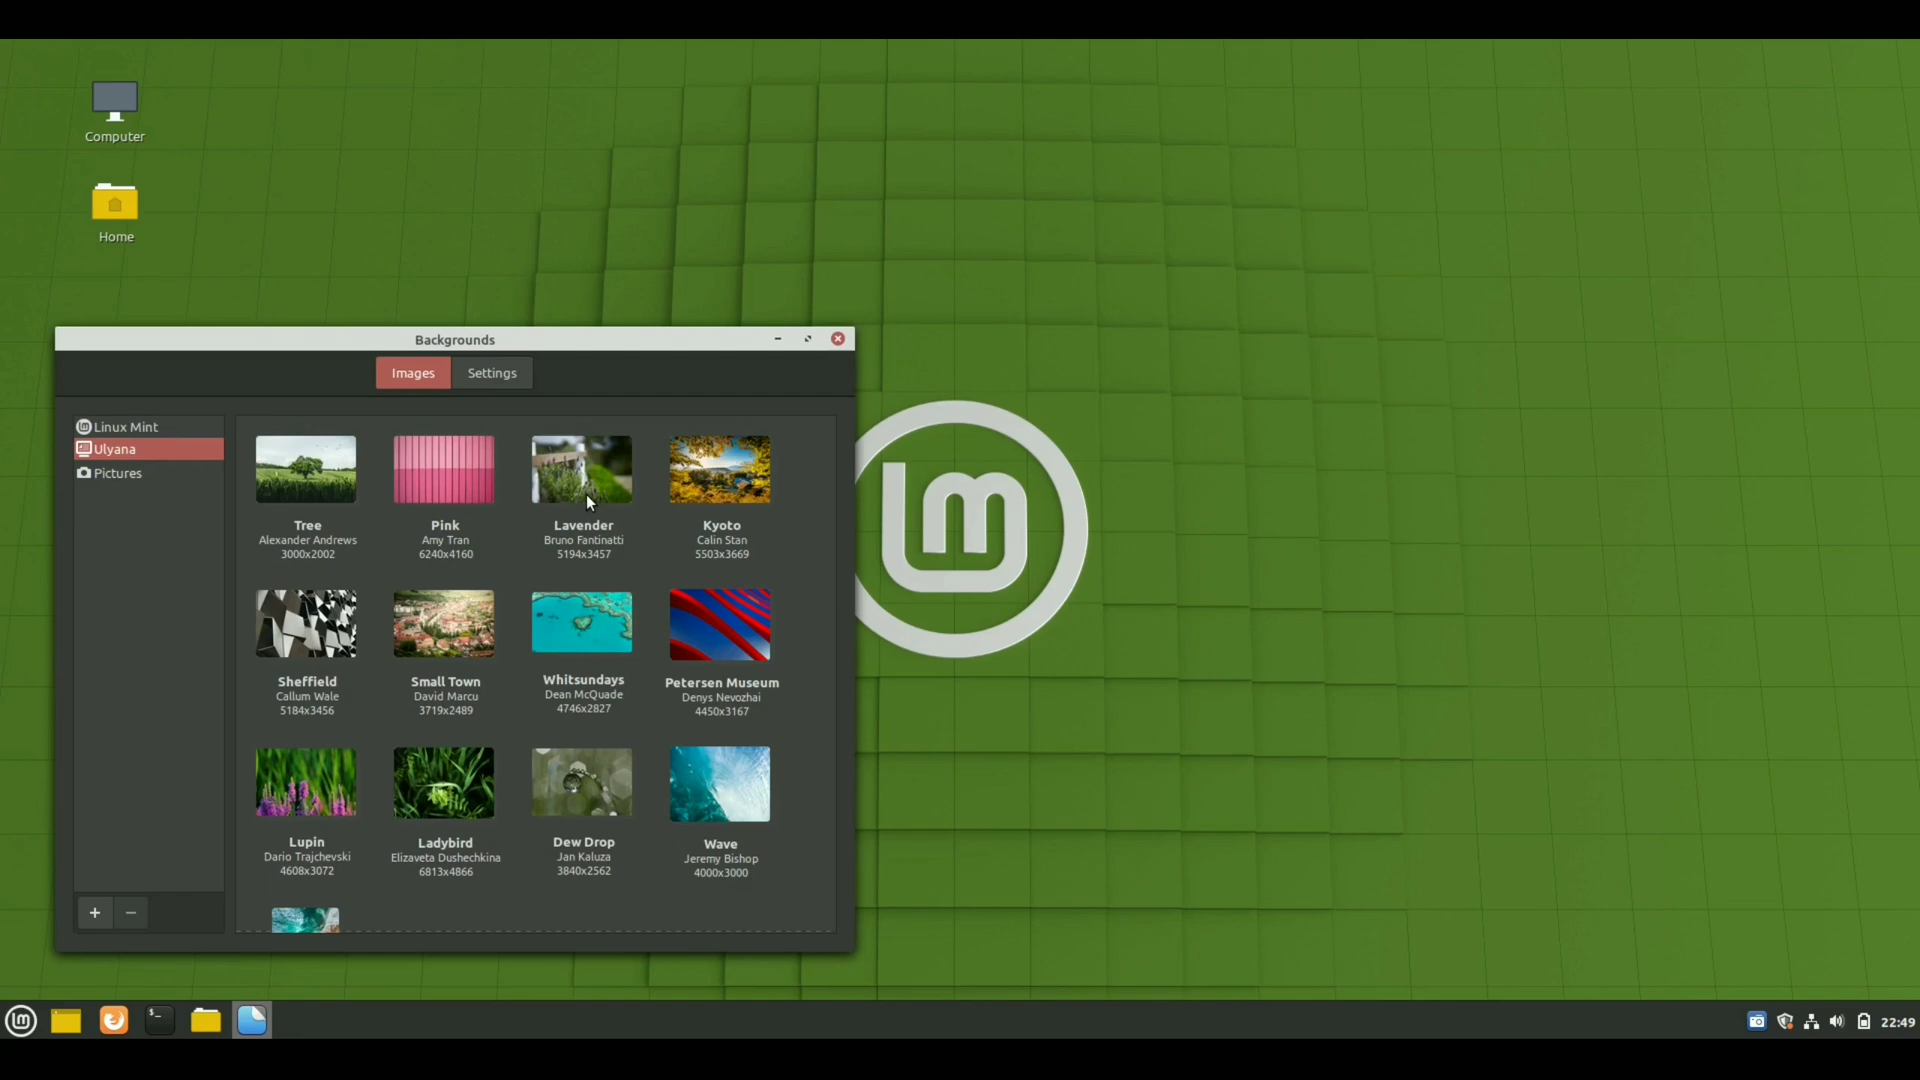 Computer
Home
Backgrounds
Images
Settings
Linux Mint
Ulyana
Pictures
Tree
Alexander Andrews
3000x2002
Pink
Amy Tran
6240x4160
Lavender
Bruno Fantinatti
5194x3457
Kyoto
Calin Stan
5503x3669
Sheffield
Callum Wale
5184x3456
Small Town
David Marcu
3719x2489
Whitsundays
Dean McQuade
4746x2827
Petersen Museum
Denys Nevozhai
4450x3167
Lupin
Dario Trajchevski
4608x3072
Ladybird
Elizaveta Dushechkina
6813x4866
Dew Drop
Jan Kaluza
3840x2562
Wave
Jeremy Bishop
4000x3000
22:49